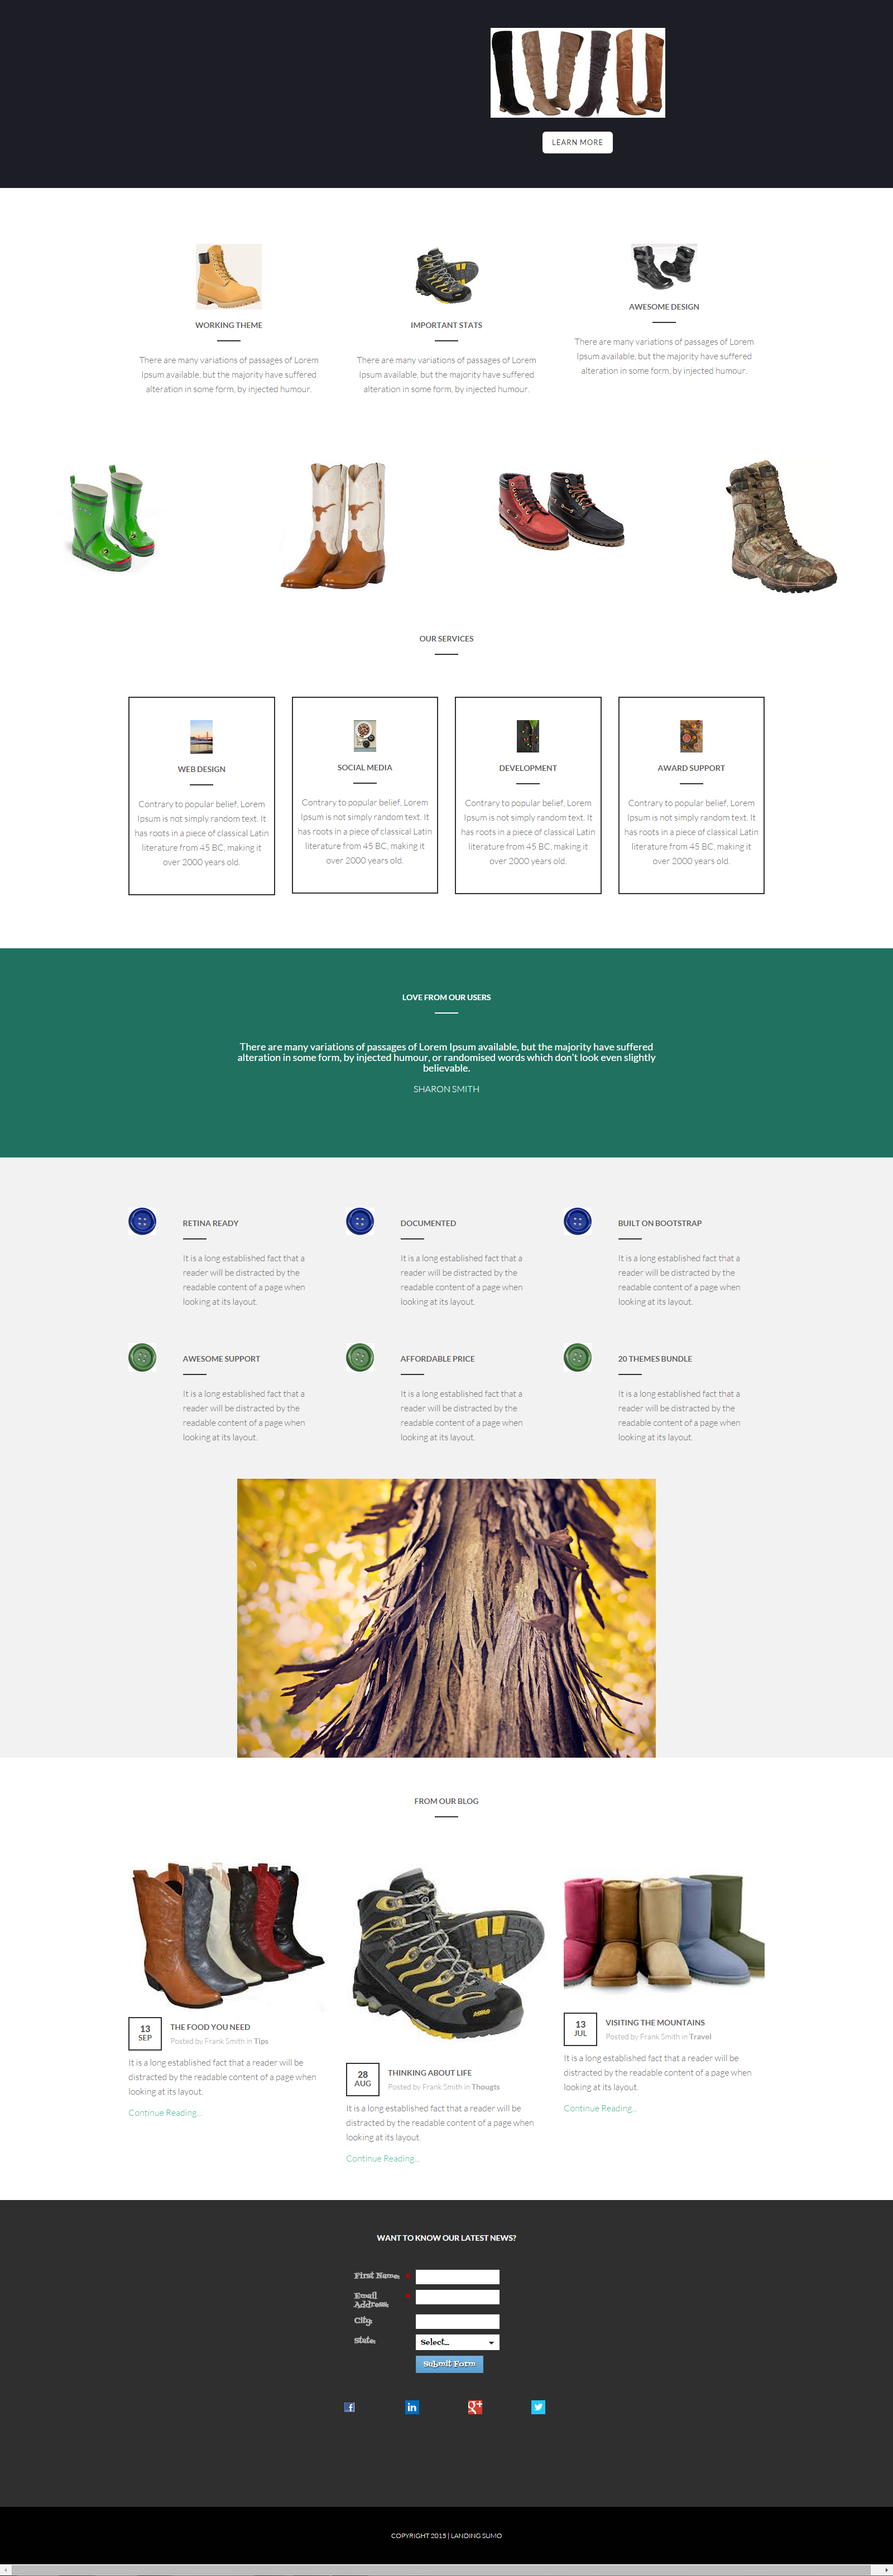 LEARN MORE
WORKING THEME
There are many variations of passages of Lorem
Ipsum available, but the majority have suffered
alteration in some form, by injected humour.
IMPORTANT STATS
There are many variations of passages of Lorem
Ipsum available, but the majority have suffered
alteration in some form, by injected humour.
AWESOME DESIGN
There are many variations of passages of Lorem
Ipsum available, but the majority have suffered
alteration in some form, by injected humour.
OUR SERVICES
WEB DESIGN
Contrary to popular belief, Lorem
Ipsum is not simply random text. It
has roots in a piece of classical Latin
literature from 45 BC, making it
over 2000 years old.
SOCIAL MEDIA
Contrary to popular belief, Lorem
Ipsum is not simply random text. It
has roots in a piece of classical Latin
literature from 45 BC, making it
over 2000 years old.
DEVELOPMENT
Contrary to popular belief, Lorem
Ipsum is not simply random text. It
has roots in a piece of classical Latin
literature from 45 BC, making it
over 2000 years old.
AWARD SUPPORT
Contrary to popular belief, Lorem
Ipsum is not simply random text. It
has roots in a piece of classical Latin
literature from 45 BC, making it
over 2000 years old.
LOVE FROM OUR USERS
There are many variations of passages of Lorem Ipsum available, but the majority have suffered
alteration in some form, by injected humour, or randomised words which don't look even slightly
believable.
SHARON SMITH
RETINA READY
It is a long established fact that a
reader will be distracted by the
readable content of a page when
looking at its layout.
DOCUMENTED
It is a long established fact that a
reader will be distracted by the
readable content of a page when
looking at its layout.
BUILT ON BOOTSTRAP
It is a long established fact that a
reader will be distracted by the
readable content of a page when
looking at its layout.
AWESOME SUPPORT
It is a long established fact that a
reader will be distracted by the
readable content of a page when
looking at its layout.
AFFORDABLE PRICE
It is a long established fact that a
reader will be distracted by the
readable content of a page when
looking at its layout.
20 THEMES BUNDLE
It is a long established fact that a
reader will be distracted by the
readable content of a page when
looking at its layout.
FROM OUR BLOG
13
SEP
THE FOOD YOU NEED
Posted by Frank Smith in Tips
It is a long established fact that a reader will be
distracted by the readable content of a page when
looking at its layout.
Continue Reading...
28
AUG
THINKING ABOUT LIFE
Posted by Frank Smith in Thougts
It is a long established fact that a reader will be
distracted by the readable content of a page when
looking at its layout.
Continue Reading...
13
JUL
VISITING THE MOUNTAINS
Posted by Frank Smith in Travel
It is a long established fact that a reader will be
distracted by the readable content of a page when
looking at its layout.
Continue Reading...
WANT TO KNOW OUR LATEST NEWS?
First Name: *
Email *
Address:
City:
State:
Select...
Submit Form
COPYRIGHT 2015 | LANDING SUMO